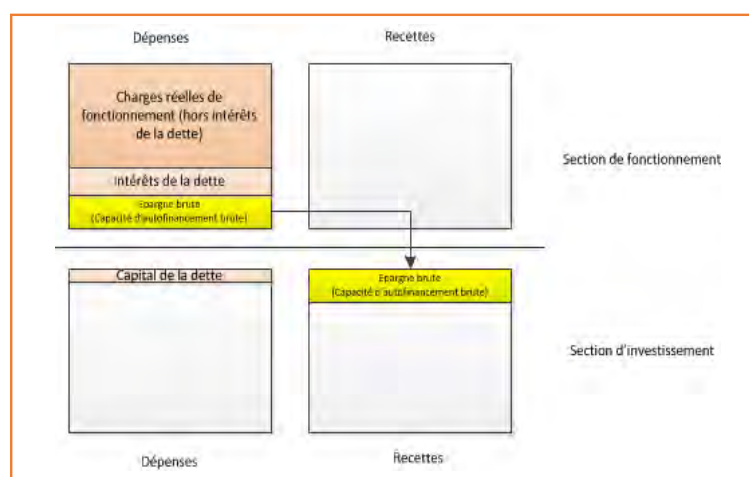 Dépenses
Recettes
Charges réelles de
fonctionnement (hors intérêts
de la dette)
Intérêts de la dette
Epargne brute
(Capacité d'autofinancement brute)
Section de fonctionnement
Capital de la dette
Epargne brute
(Capacité d'autofinancement brute)
Section d'investissement
Dépenses
Recettes